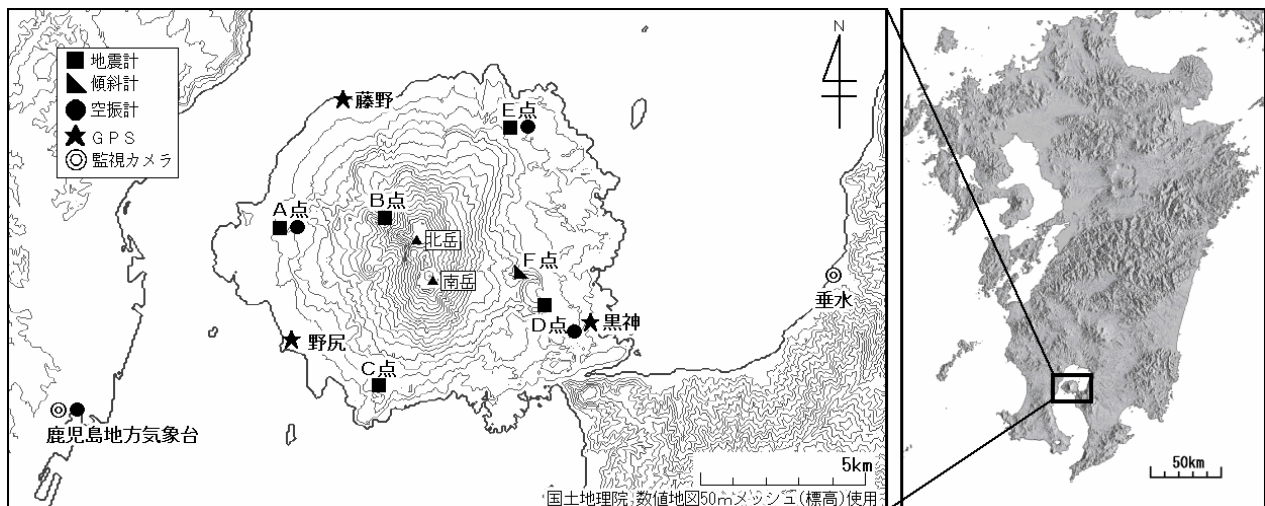 地震計
傾斜計
空振計
ＧＰＳ
監視カメラ
N
藤野
E点
A点
B点
北岳
F点
南岳
垂水
D点
黒神
野尻
C点
鹿児島地方気象台
5km
国土地理院 数値地図50mメッシュ(標高)使用
50km